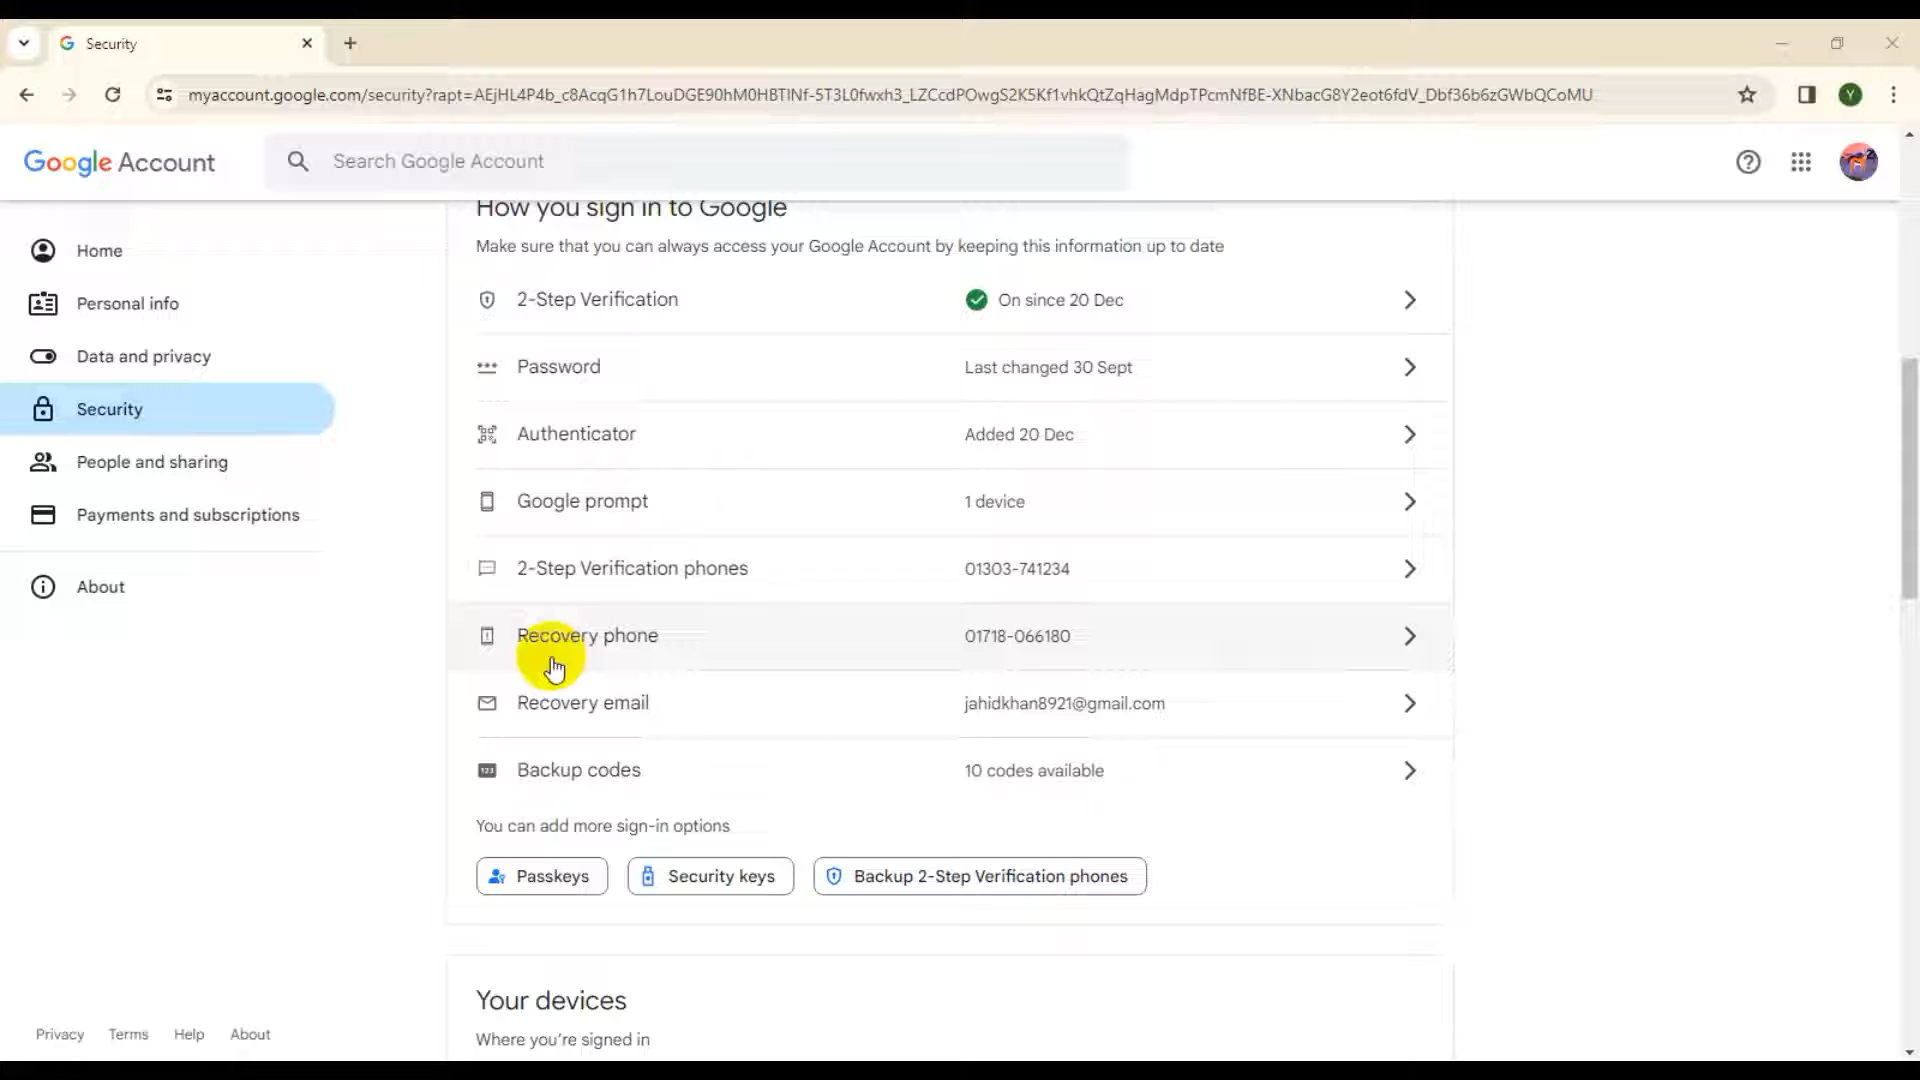 Security
myaccount.google.com/security?rapt=AEjHL4P4b_c8AcqG1h7LouDGE90hM0HBTlNf-5T3L0fwxh3_LZCcdPOwgS2K5Kf1vhkQtZqHagMdpTPcmNfBE-XNbacG8Y2eot6fdV_Dbf36b6zGWbQCoMU
Y
Google Account
Search Google Account
Home
Personal info
Data and privacy
Security
People and sharing
Payments and subscriptions
About
How you sign in to Google
Make sure that you can always access your Google Account by keeping this information up to date
2-Step Verification On since 20 Dec
Password Last changed 30 Sept
Authenticator Added 20 Dec
Google prompt 1 device
2-Step Verification phones 01303-741234
Recovery phone 01718-066180
Recovery email jahidkhan8921@gmail.com
Backup codes 10 codes available
You can add more sign-in options
Passkeys Security keys Backup 2-Step Verification phones
Your devices
Where you're signed in
Privacy Terms Help About